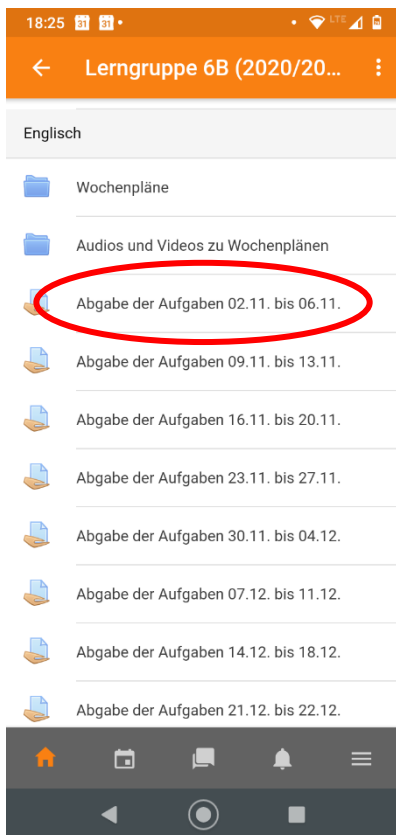 18:25 31 31 LTE
Lerngruppe 6B (2020/20...
Englisch
Wochenpläne
Audios und Videos zu Wochenplänen
Abgabe der Aufgaben 02.11. bis 06.11.
Abgabe der Aufgaben 09.11. bis 13.11.
Abgabe der Aufgaben 16.11. bis 20.11.
Abgabe der Aufgaben 23.11. bis 27.11.
Abgabe der Aufgaben 30.11. bis 04.12.
Abgabe der Aufgaben 07.12. bis 11.12.
Abgabe der Aufgaben 14.12. bis 18.12.
Abgabe der Aufgaben 21.12. bis 22.12.